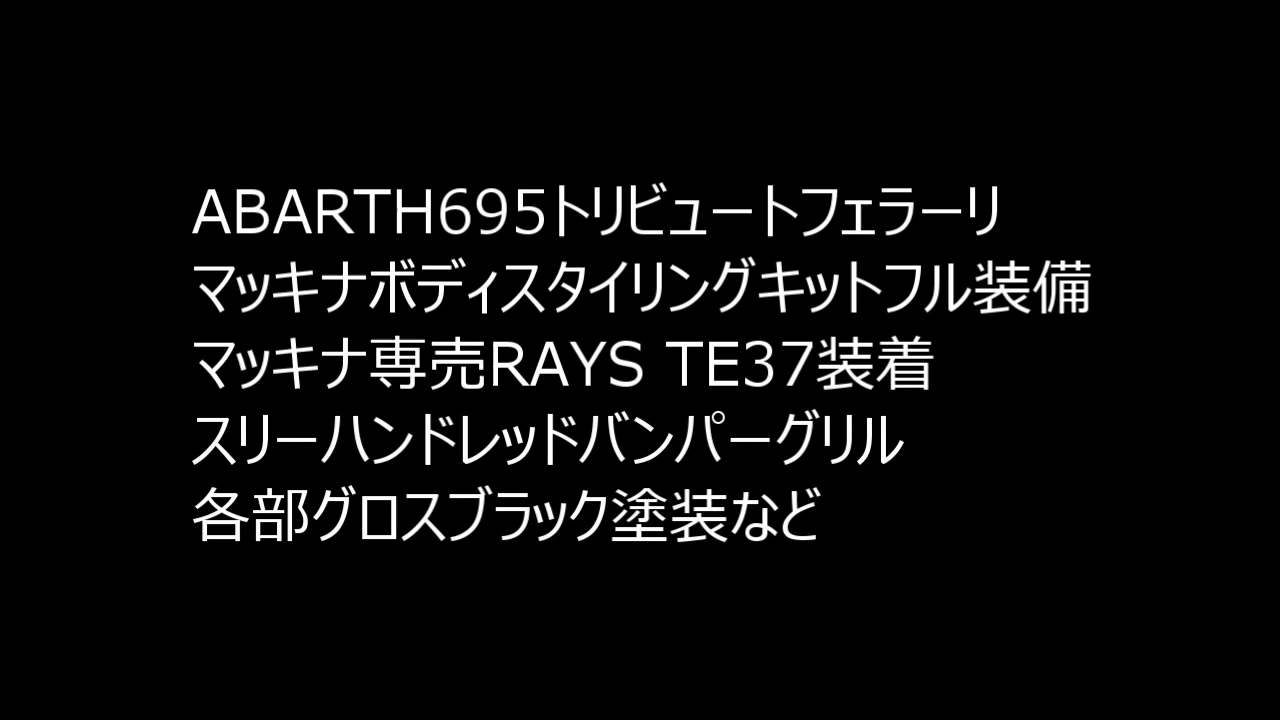 ABARTH695トリビュートフェラーリ
マッキナボディスタイリングキットフル装備
マッキナ専売RAYS TE37装着
スリーハンドレッドバンパーグリル
各部グロスブラック塗装など